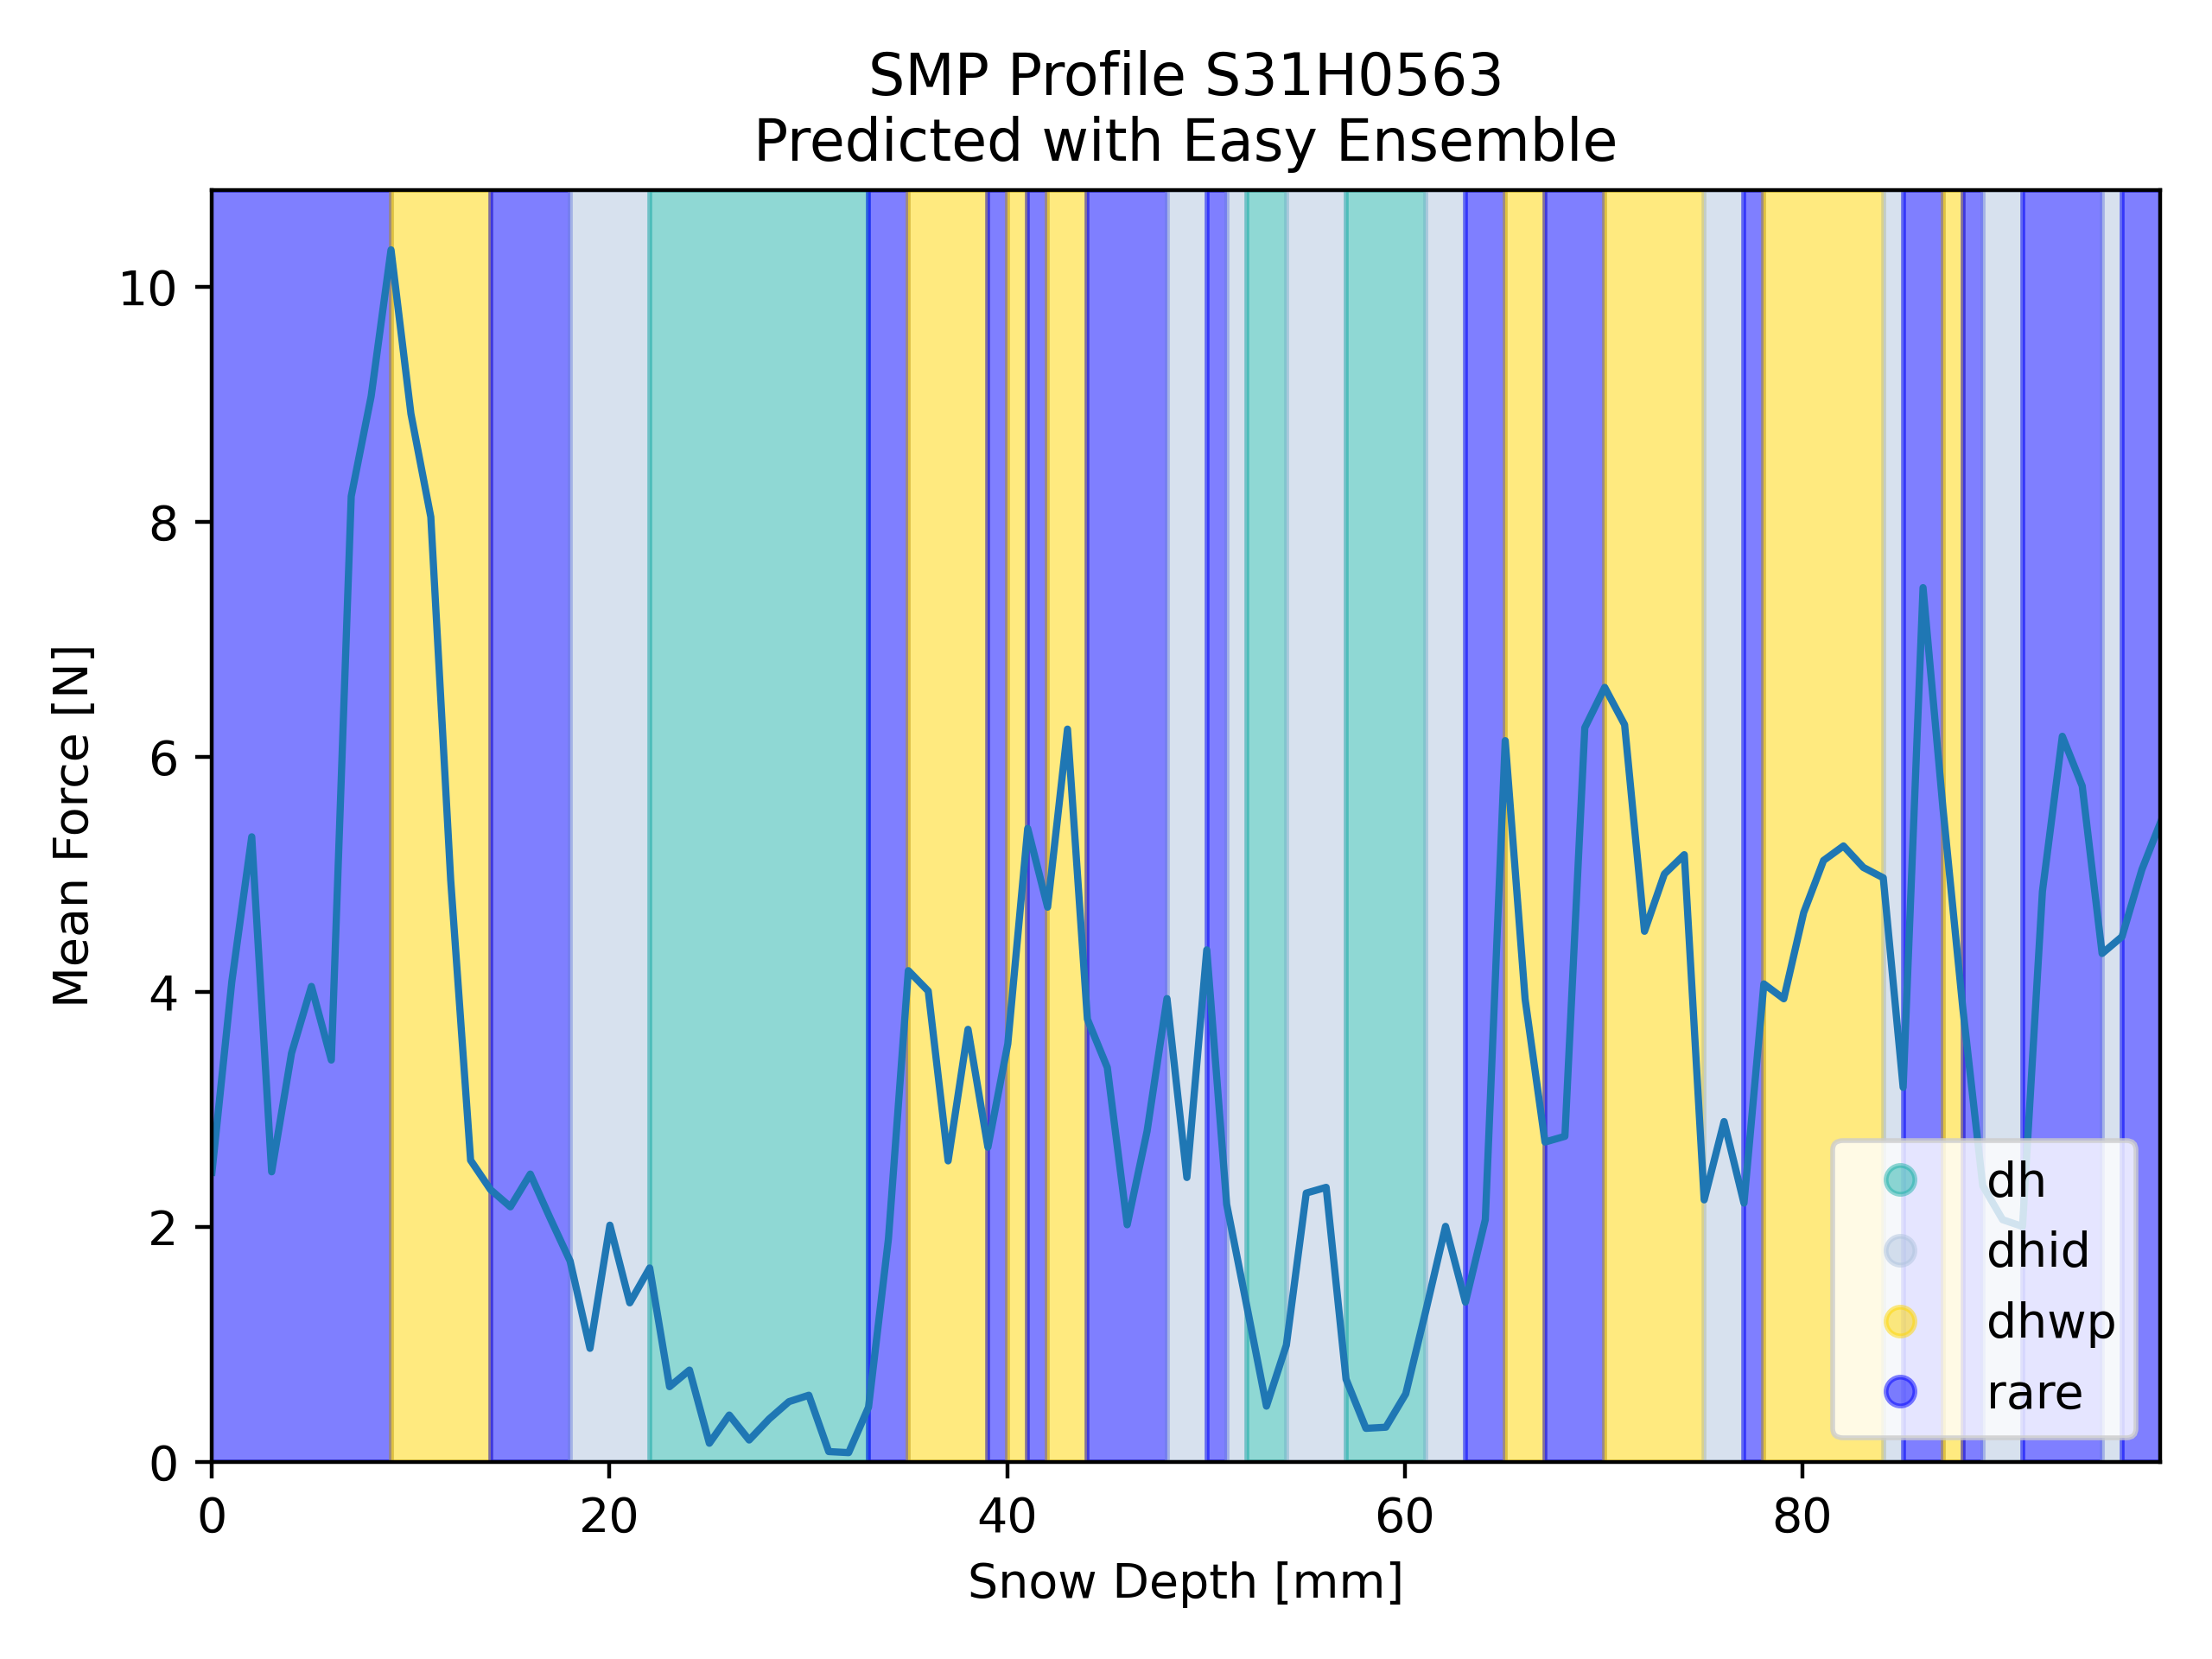 SMP Profile S31H0563
Predicted with Easy Ensemble
Mean Force [N]
10
8
6
4
2
0
0 20 40 60 80
Snow Depth [mm]
dh
dhid
dhwp
rare